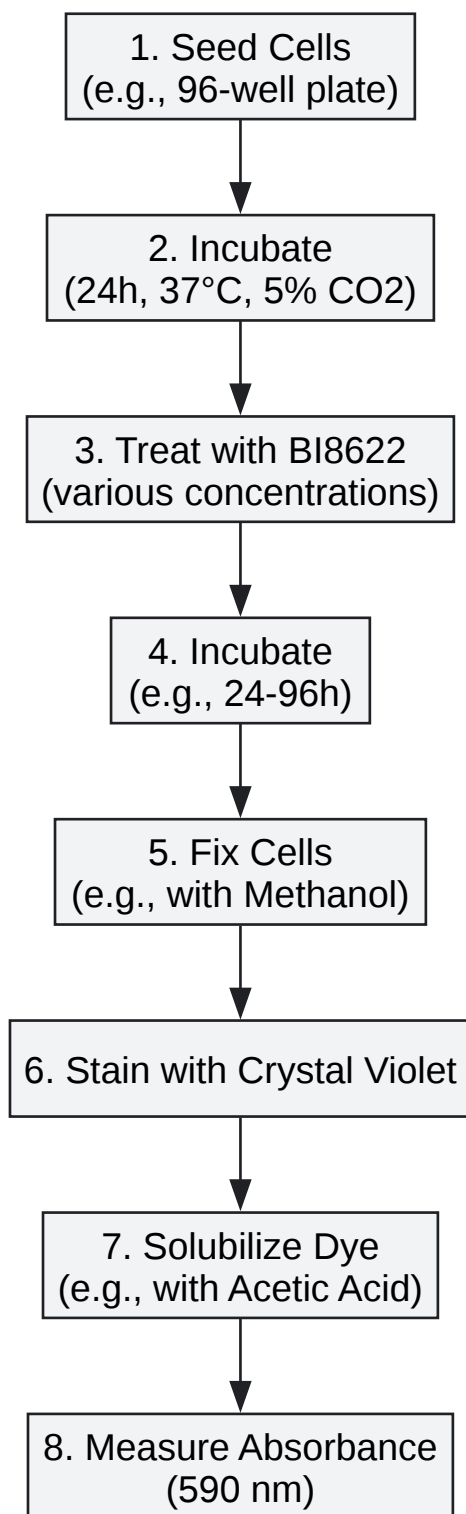 1. Seed Cells
(e.g., 96-well plate)
2. Incubate
(24h, 37°C, 5% CO2)
3. Treat with BI8622
(various concentrations)
4. Incubate
(e.g., 24-96h)
5. Fix Cells
(e.g., with Methanol)
6. Stain with Crystal Violet
7. Solubilize Dye
(e.g., with Acetic Acid)
8. Measure Absorbance
(590 nm)